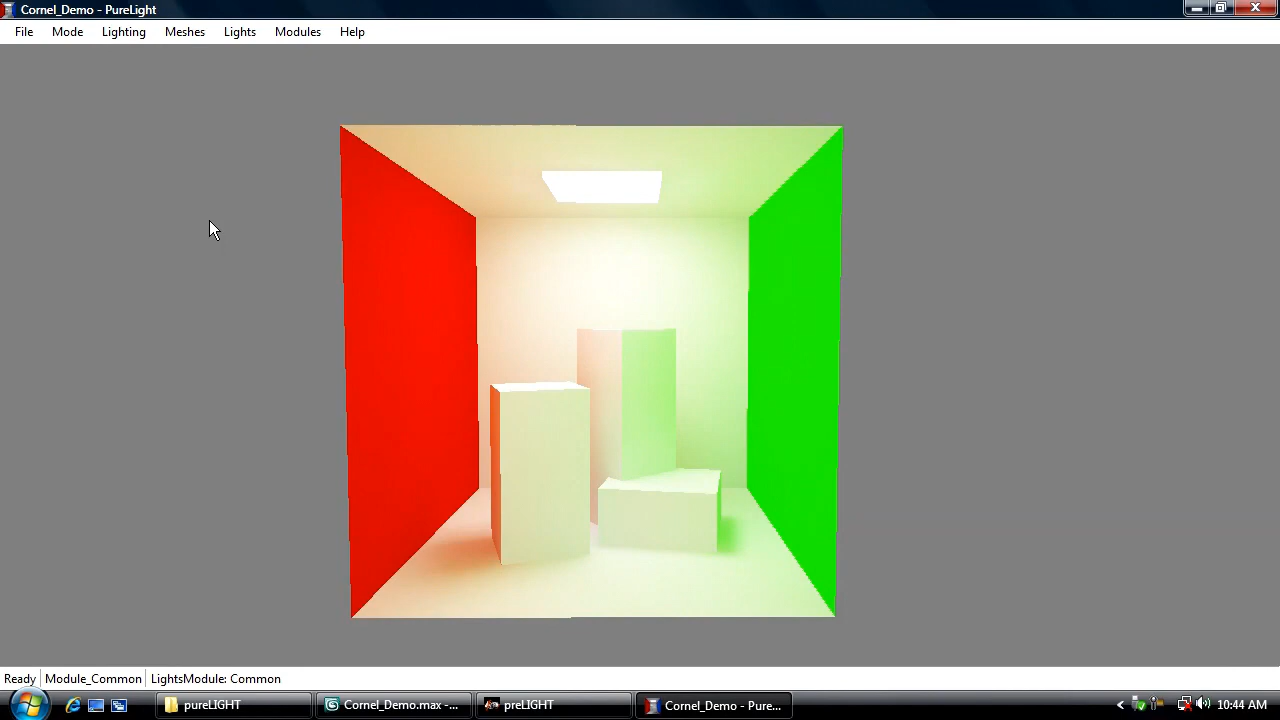 Cornel_Demo - PureLight
File Mode Lighting Meshes Lights Modules Help
Ready Module_Common LightsModule: Common
pureLIGHT Cornel_Demo.max -... preLIGHT Cornel_Demo - Pure... 10:44 AM